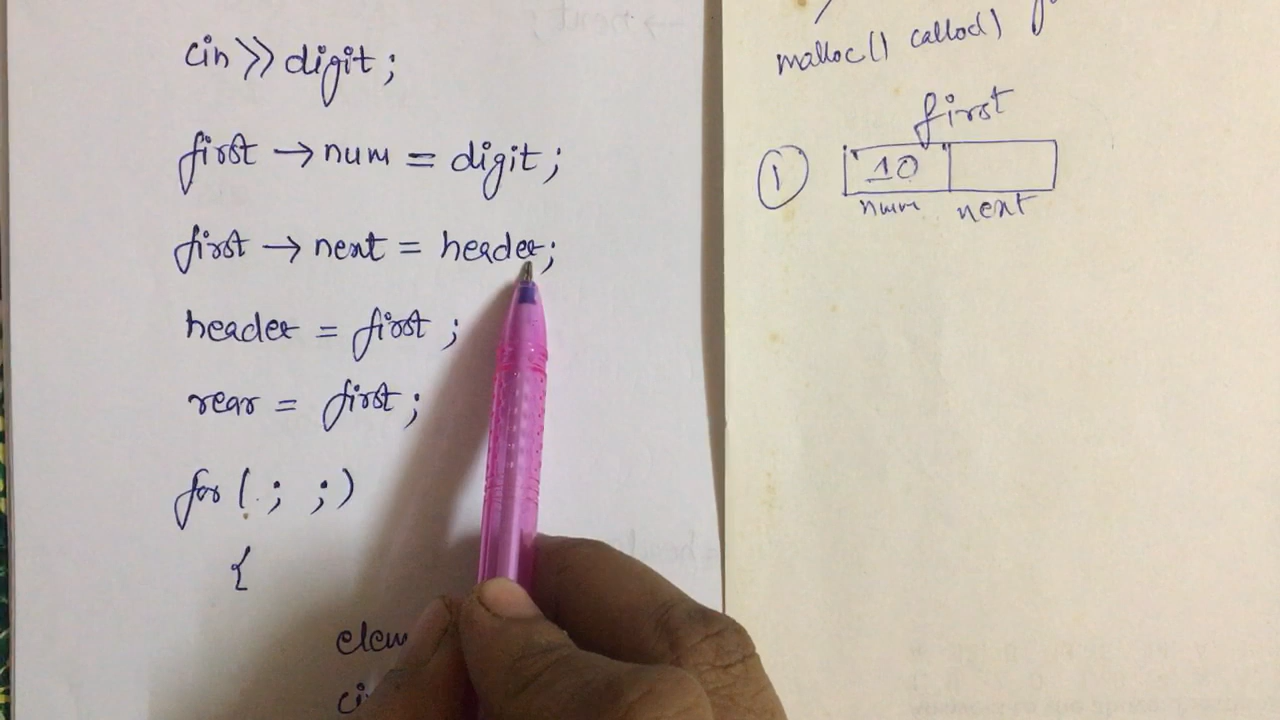 cin >> digit;
first → num = digit;
first → next = header;
header = first;
rear = first;
for ( ; ;)
{
malloc() calloc()
first
① 10
num next